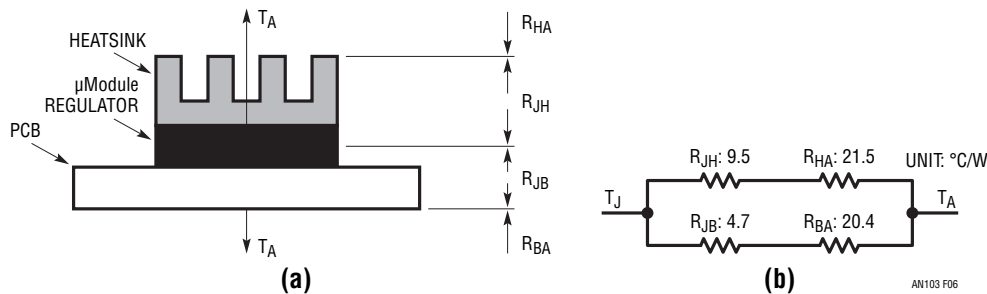 T_A
HEATSINK
µModule
REGULATOR
PCB
R_HA
R_JH
R_JB
R_BA
T_A
(a)
R_JH: 9.5
R_HA: 21.5
UNIT: °C/W
T_J
T_A
R_JB: 4.7
R_BA: 20.4
(b)
AN103 F06